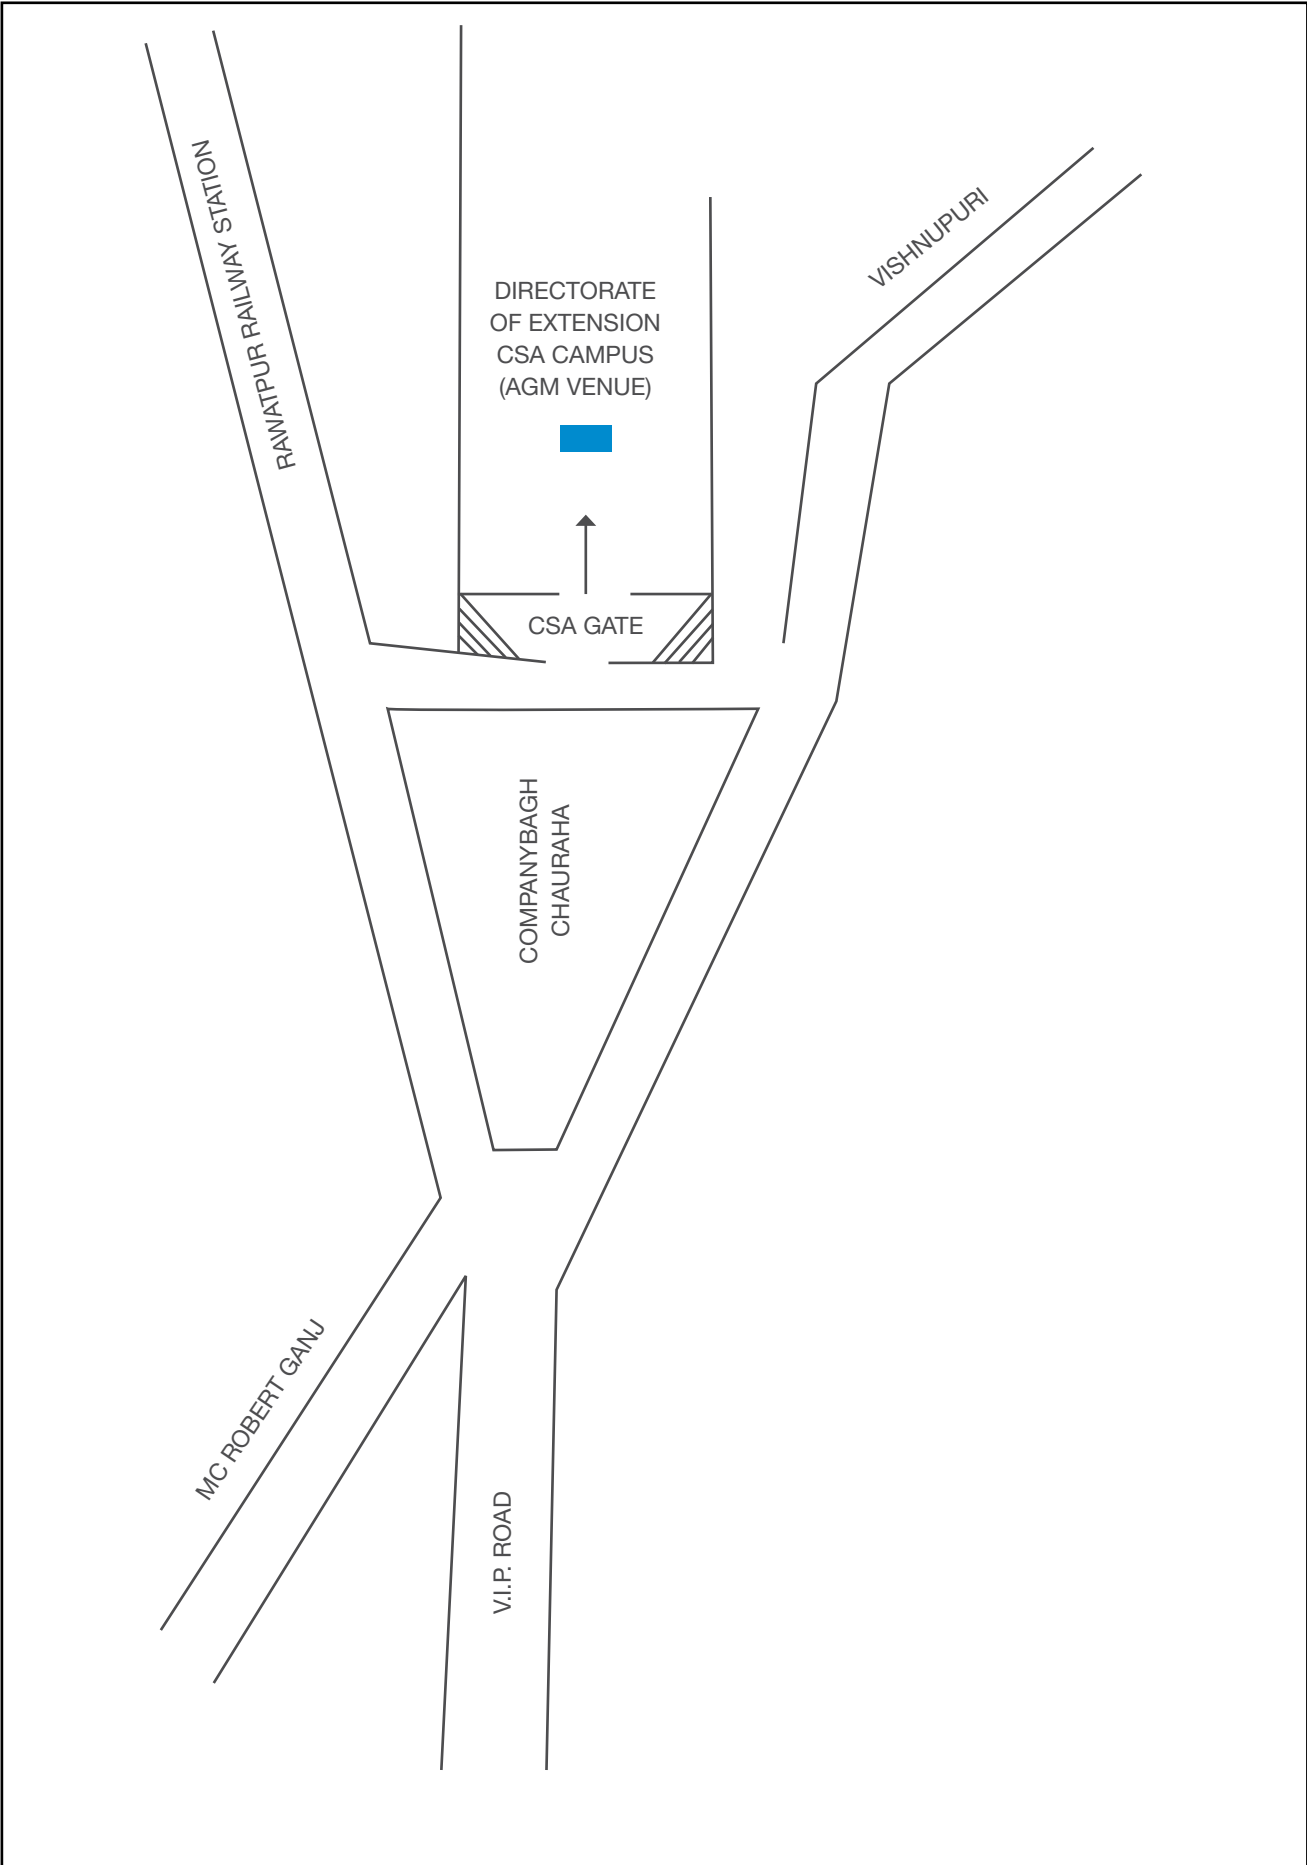 RAWATPUR RAILWAY STATION
VISHNUPURI
DIRECTORATE
OF EXTENSION
CSA CAMPUS
(AGM VENUE)
CSA GATE
COMPANYBAGH
CHAURAHA
MC ROBERT GANJ
V.I.P. ROAD